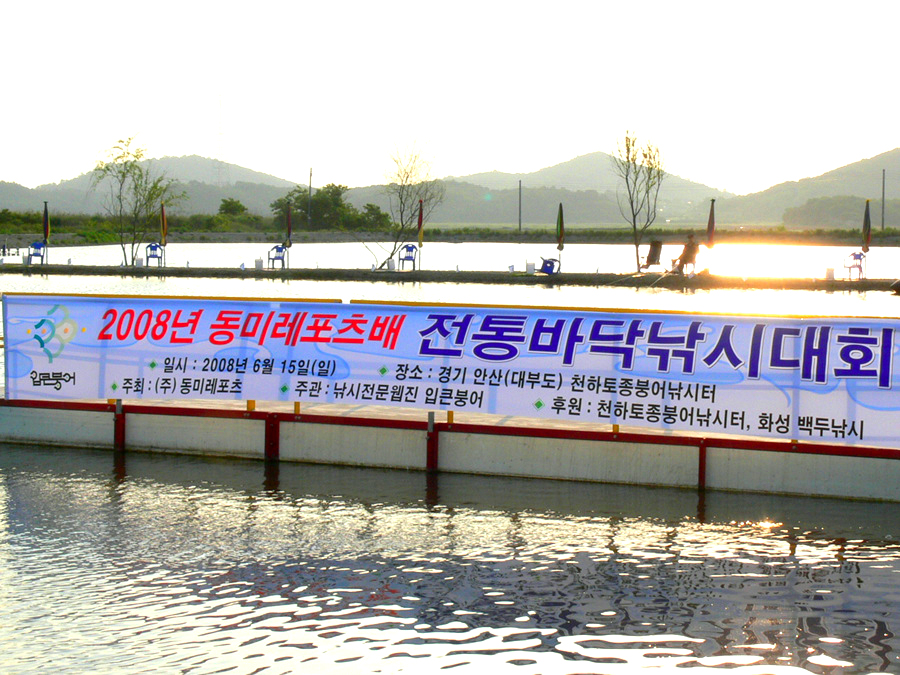 2008년 동미레포츠배 전통바닥낚시대회
일시 : 2008년 6월 15일(일) 장소 : 경기 안산(대부도) 천하토종붕어낚시터
주최 : (주) 동미레포츠 주관 : 낚시전문웹진 입큰붕어 후원 : 천하토종붕어낚시터, 화성 백두낚시
입큰붕어